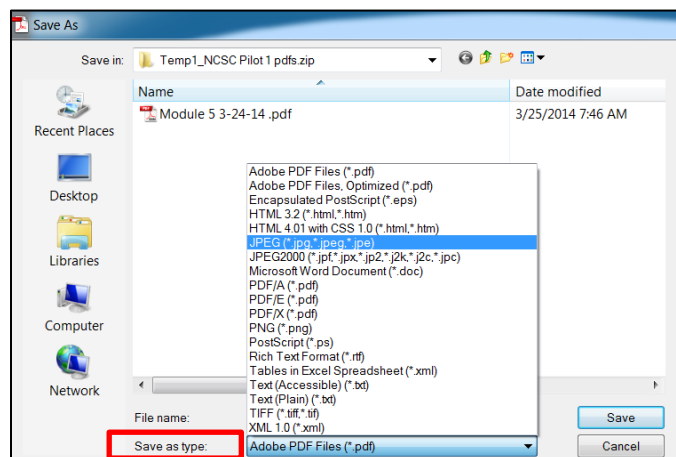 Save As
Save in: Temp1_NCSC Pilot 1 pdfs.zip
Name Date modified
Module 5 3-24-14 .pdf 3/25/2014 7:46 AM
Recent Places
Desktop
Libraries
Computer
Network
Adobe PDF Files (*.pdf)
Adobe PDF Files, Optimized (*.pdf)
Encapsulated PostScript (*.eps)
HTML 3.2 (*.html,*.htm)
HTML 4.01 with CSS 1.0 (*.html,*.htm)
JPEG (*.jpg,*.jpeg,*.jpe)
JPEG2000 (*.jpf,*.jpx,*.jp2,*.j2k,*.j2c,*.jpc)
Microsoft Word Document (*.doc)
PDF/A (*.pdf)
PDF/E (*.pdf)
PDF/X (*.pdf)
PNG (*.png)
PostScript (*.ps)
Rich Text Format (*.rtf)
Tables in Excel Spreadsheet (*.xml)
Text (Accessible) (*.txt)
Text (Plain) (*.txt)
TIFF (*.tiff,*.tif)
XML 1.0 (*.xml)
File name: Save
Save as type: Adobe PDF Files (*.pdf) Cancel